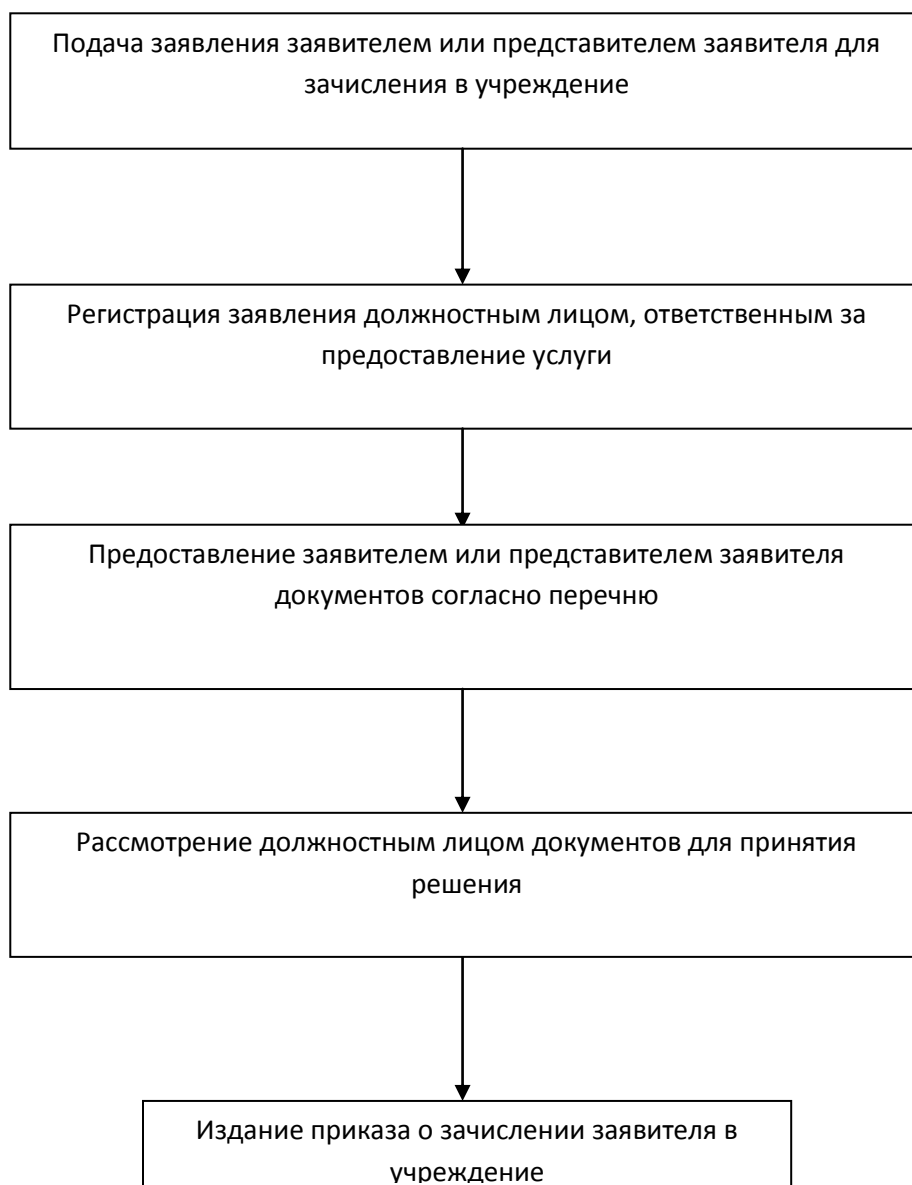 Подача заявления заявителем или представителем заявителя для
зачисления в учреждение
Регистрация заявления должностным лицом, ответственным за
предоставление услуги
Предоставление заявителем или представителем заявителя
документов согласно перечню
Рассмотрение должностным лицом документов для принятия
решения
Издание приказа о зачислении заявителя в
учреждение